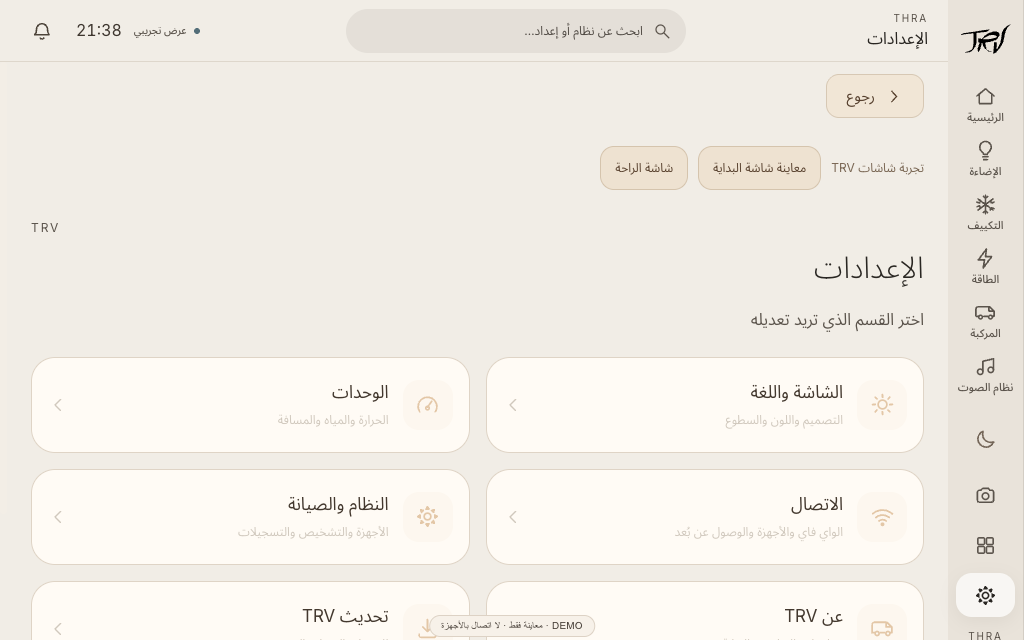 THRA
الإعدادات
ابحث عن نظام أو إعداد...
عرض تجريبي
21:38
TRV
الرئيسية
الإضاءة
التكييف
الطاقة
المركبة
نظام الصوت
THRA
رجوع
تجربة شاشات TRV
معاينة شاشة البداية
شاشة الراحة
TRV
الإعدادات
اختر القسم الذي تريد تعديله
الشاشة واللغة
التصميم واللون والسطوع
الوحدات
الحرارة والمياه والمسافة
الاتصال
الواي فاي والأجهزة والوصول عن بُعد
النظام والصيانة
الأجهزة والتشخيص والتسجيلات
عن TRV
تحديث TRV
DEMO · معاينة فقط · لا اتصال بالأجهزة